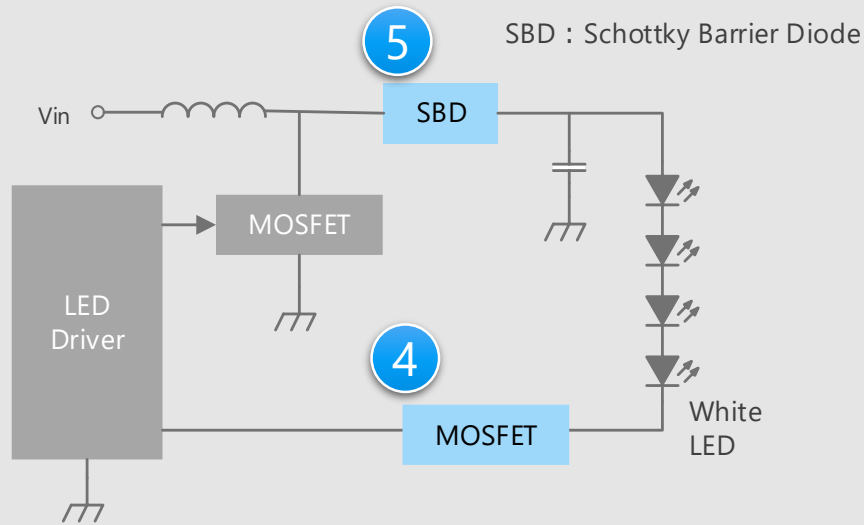 5
SBD : Schottky Barrier Diode
Vin
SBD
MOSFET
LED
Driver
4
MOSFET
White
LED